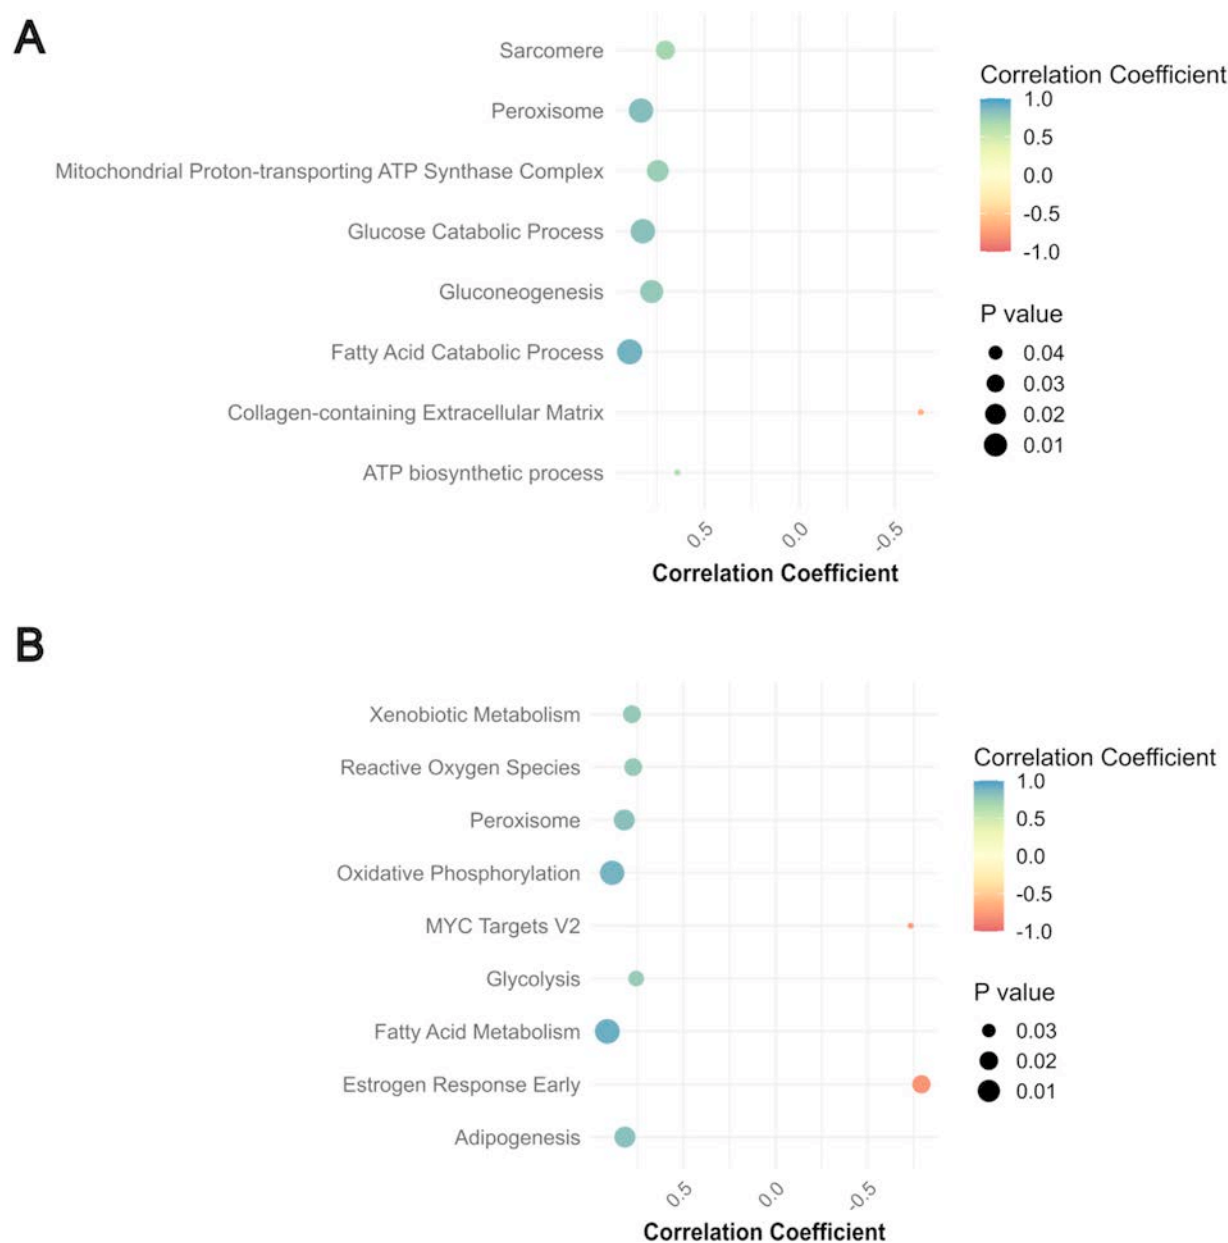 A
Sarcomere
Peroxisome
Mitochondrial Proton-transporting ATP Synthase Complex
Glucose Catabolic Process
Gluconeogenesis
Fatty Acid Catabolic Process
Collagen-containing Extracellular Matrix
ATP biosynthetic process
0.5
0.0
-0.5
Correlation Coefficient
Correlation Coefficient
1.0
0.5
0.0
-0.5
-1.0
P value
0.04
0.03
0.02
0.01
B
Xenobiotic Metabolism
Reactive Oxygen Species
Peroxisome
Oxidative Phosphorylation
MYC Targets V2
Glycolysis
Fatty Acid Metabolism
Estrogen Response Early
Adipogenesis
0.5
0.0
-0.5
Correlation Coefficient
Correlation Coefficient
1.0
0.5
0.0
-0.5
-1.0
P value
0.03
0.02
0.01